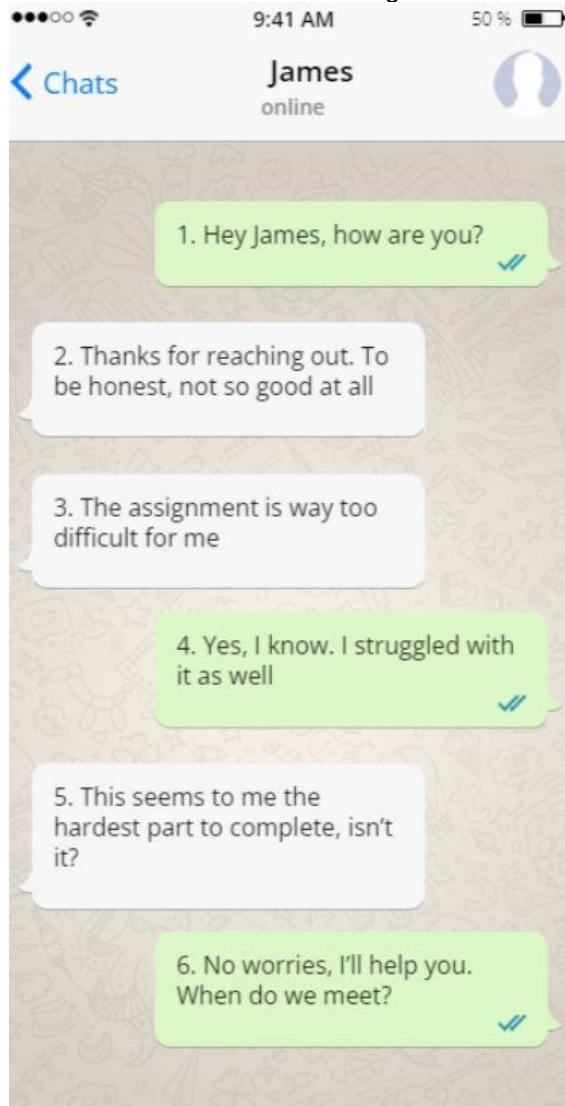 9:41 AM
50 %
Chats
James
online
1. Hey James, how are you?
2. Thanks for reaching out. To
be honest, not so good at all
3. The assignment is way too
difficult for me
4. Yes, I know. I struggled with
it as well
5. This seems to me the
hardest part to complete, isn't
it?
6. No worries, I'll help you.
When do we meet?